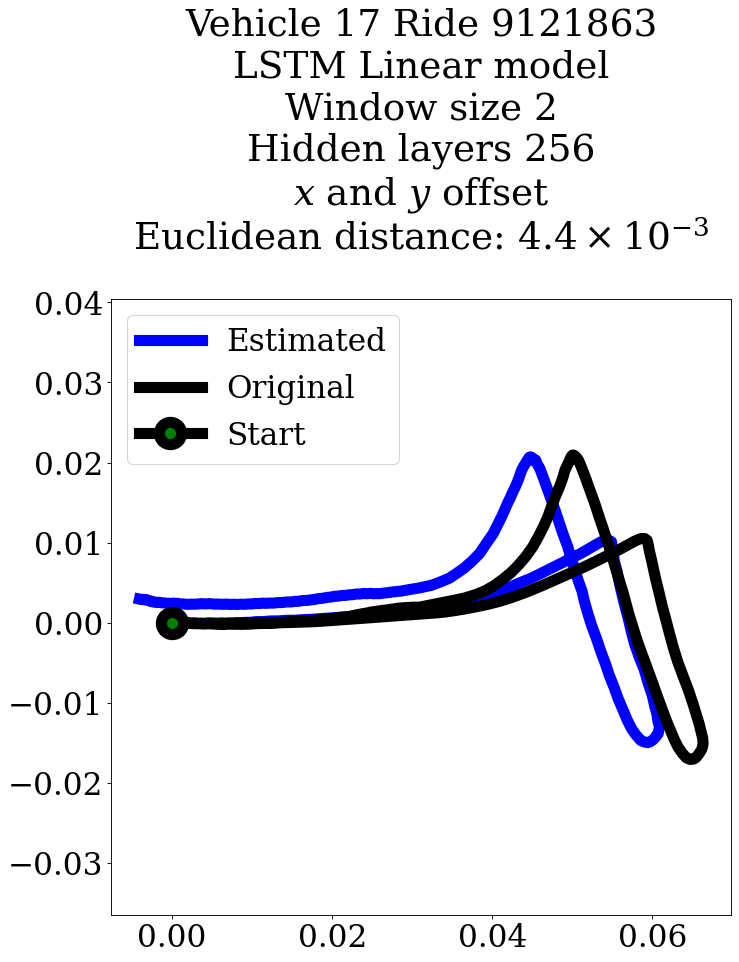 Vehicle 17 Ride 9121863
LSTM Linear model
Window size 2
Hidden layers 256
x and y offset
Euclidean distance: 4.4 × 10⁻³
Estimated
Original
Start
0.04
0.03
0.02
0.01
0.00
−0.01
−0.02
−0.03
0.00 0.02 0.04 0.06